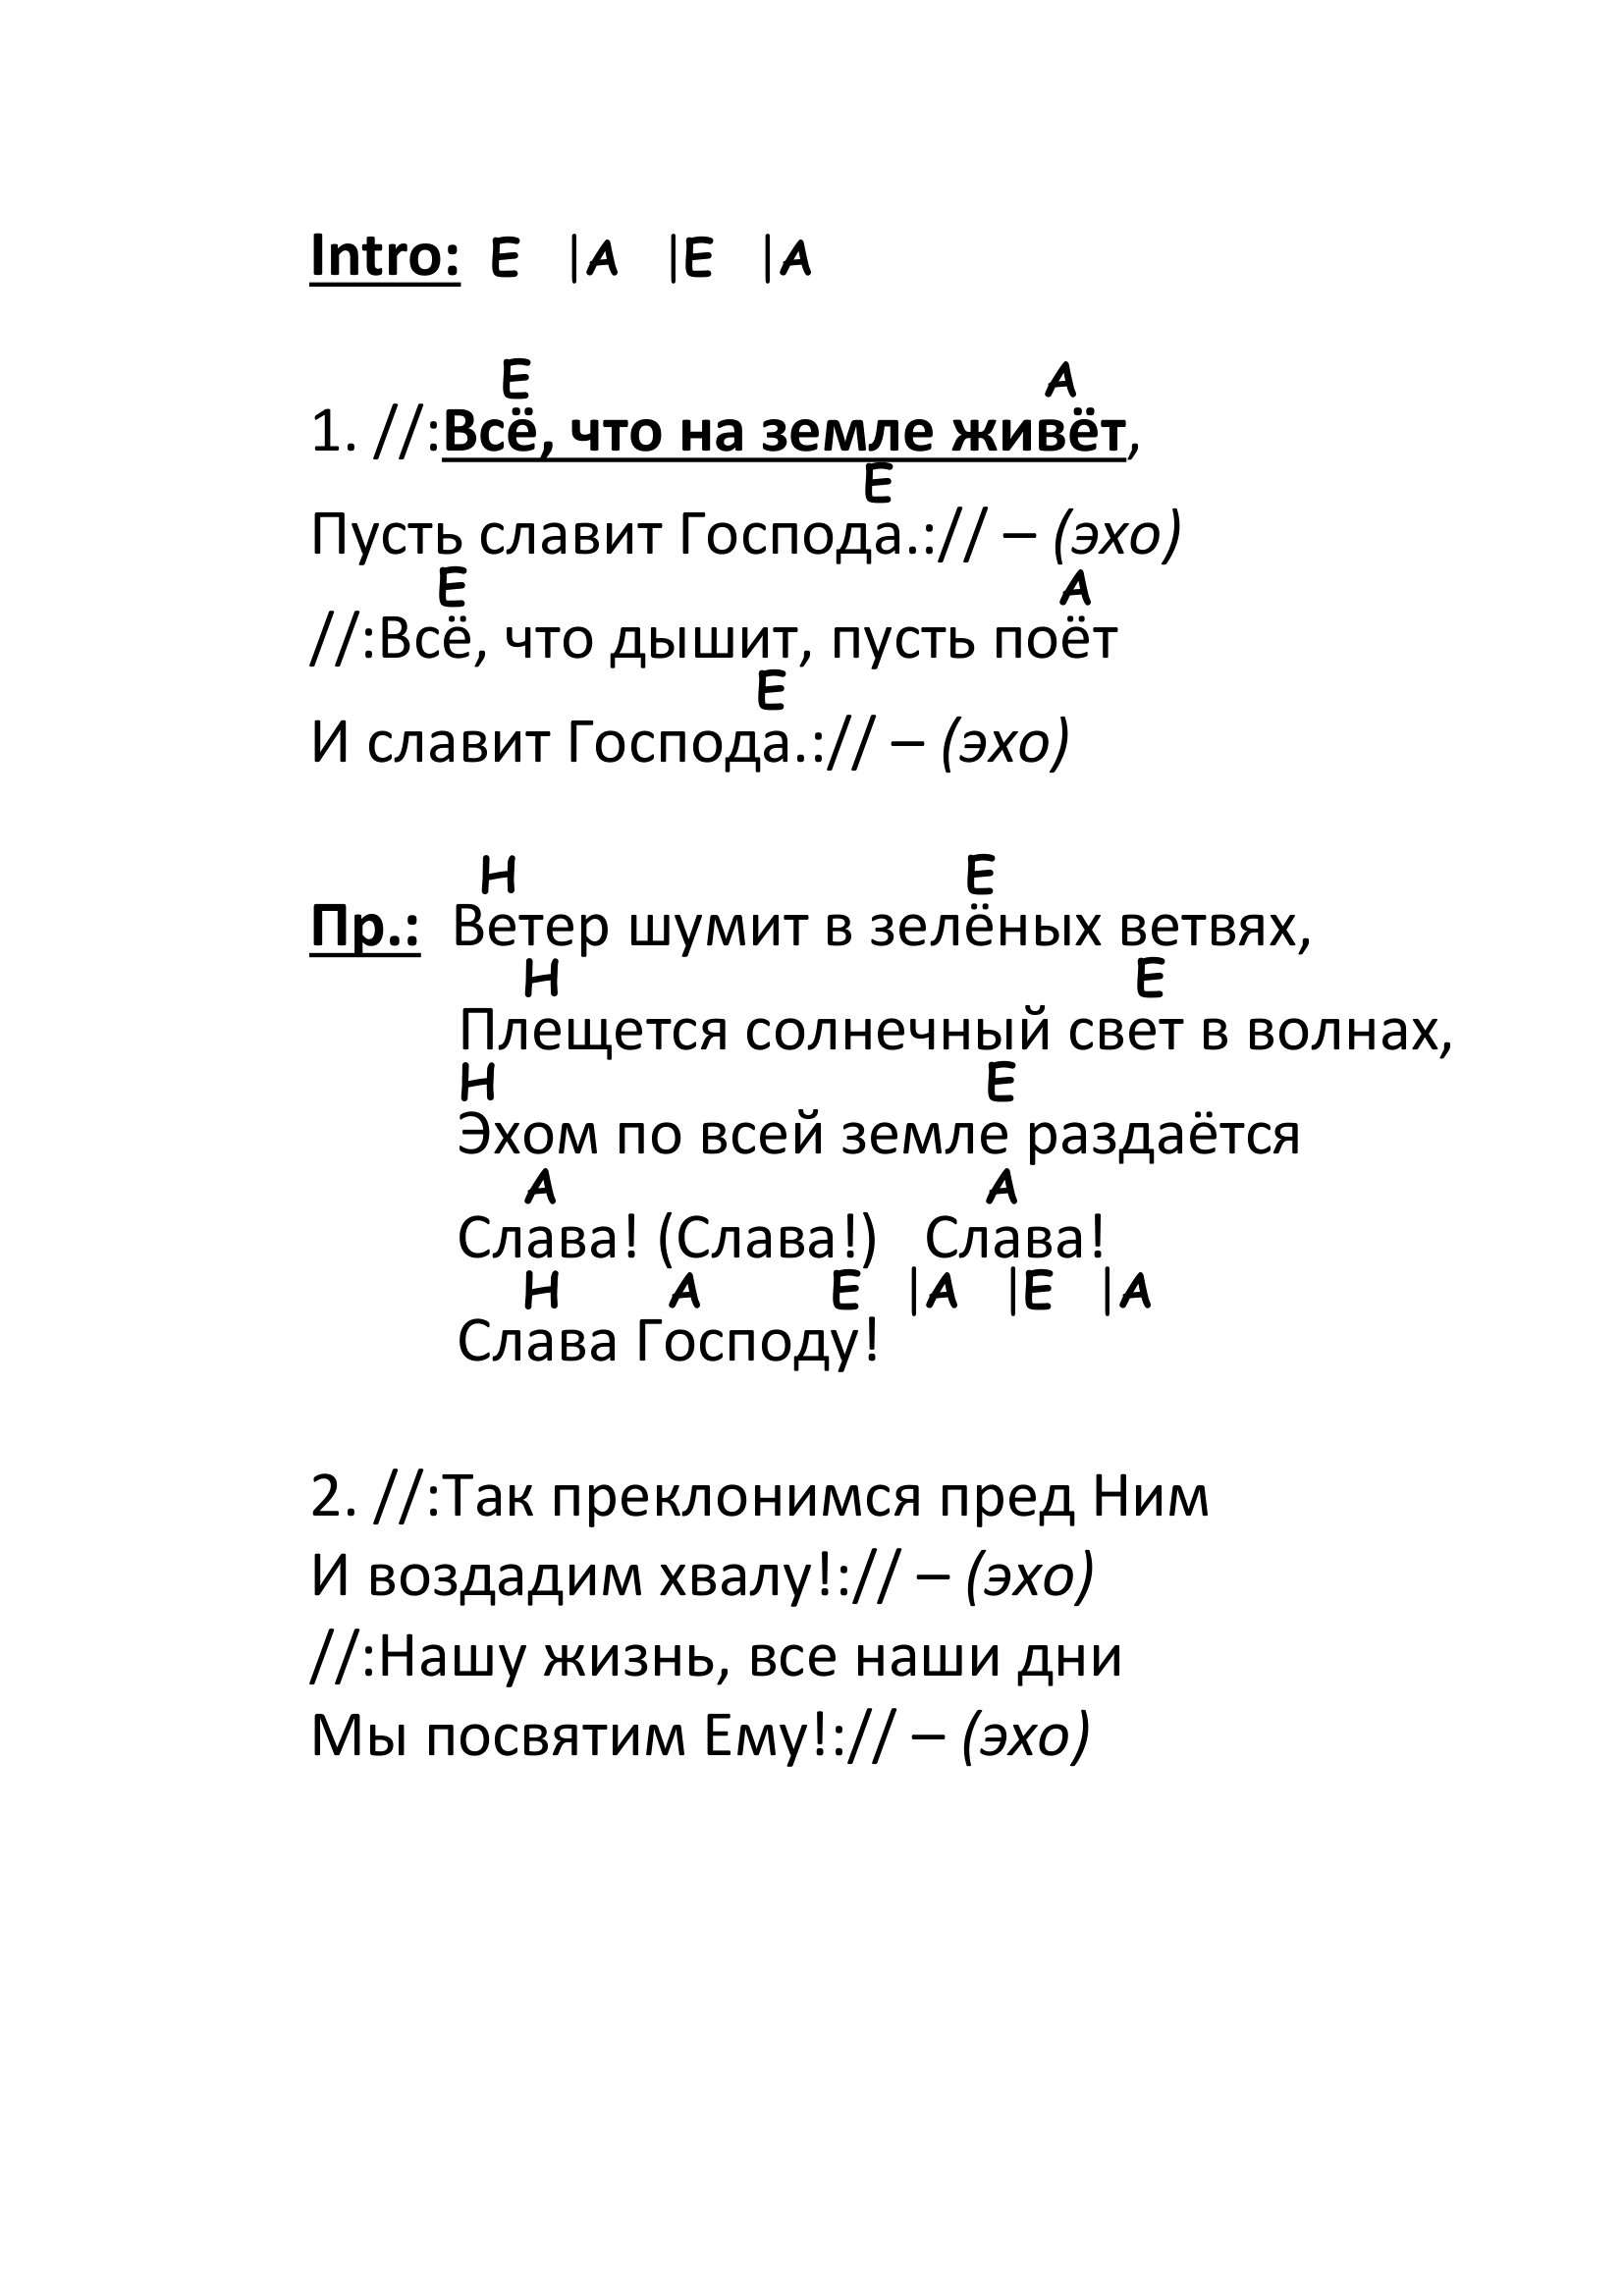 Intro: E |A |E |A
E A
1. //:Всё, что на земле живёт,
E
Пусть славит Господа.:// – (эхо)
E A
//:Всё, что дышит, пусть поёт
E
И славит Господа.:// – (эхо)
H E
Пр.: Ветер шумит в зелёных ветвях,
H E
Плещется солнечный свет в волнах,
H E
Эхом по всей земле раздаётся
A A
Слава! (Слава!) Слава!
H A E |A |E |A
Слава Господу!
2. //:Так преклонимся пред Ним
И воздадим хвалу!:// – (эхо)
//:Нашу жизнь, все наши дни
Мы посвятим Ему!:// – (эхо)